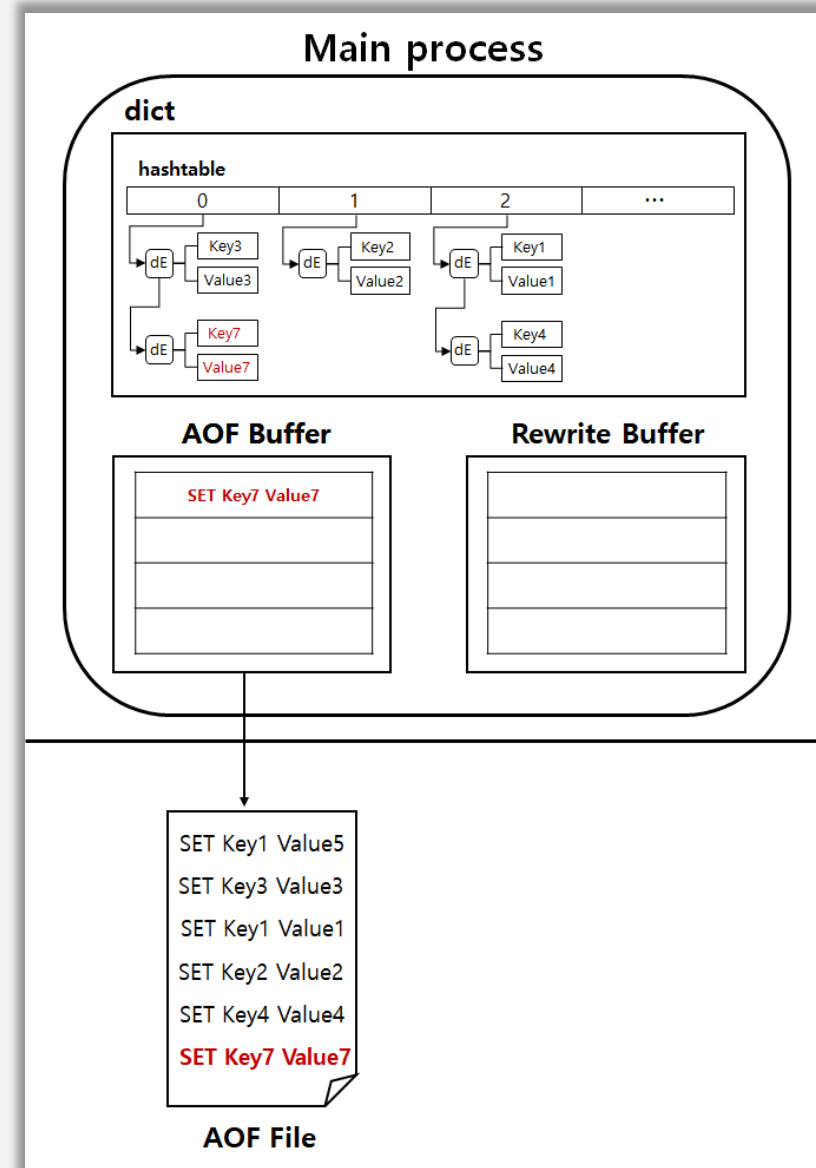 Main process
dict
hashtable
0 1 2 ...
dE Key3 Value3
dE Key2 Value2
dE Key1 Value1
dE Key7 Value7
dE Key4 Value4
AOF Buffer
SET Key7 Value7
Rewrite Buffer
SET Key1 Value5
SET Key3 Value3
SET Key1 Value1
SET Key2 Value2
SET Key4 Value4
SET Key7 Value7
AOF File